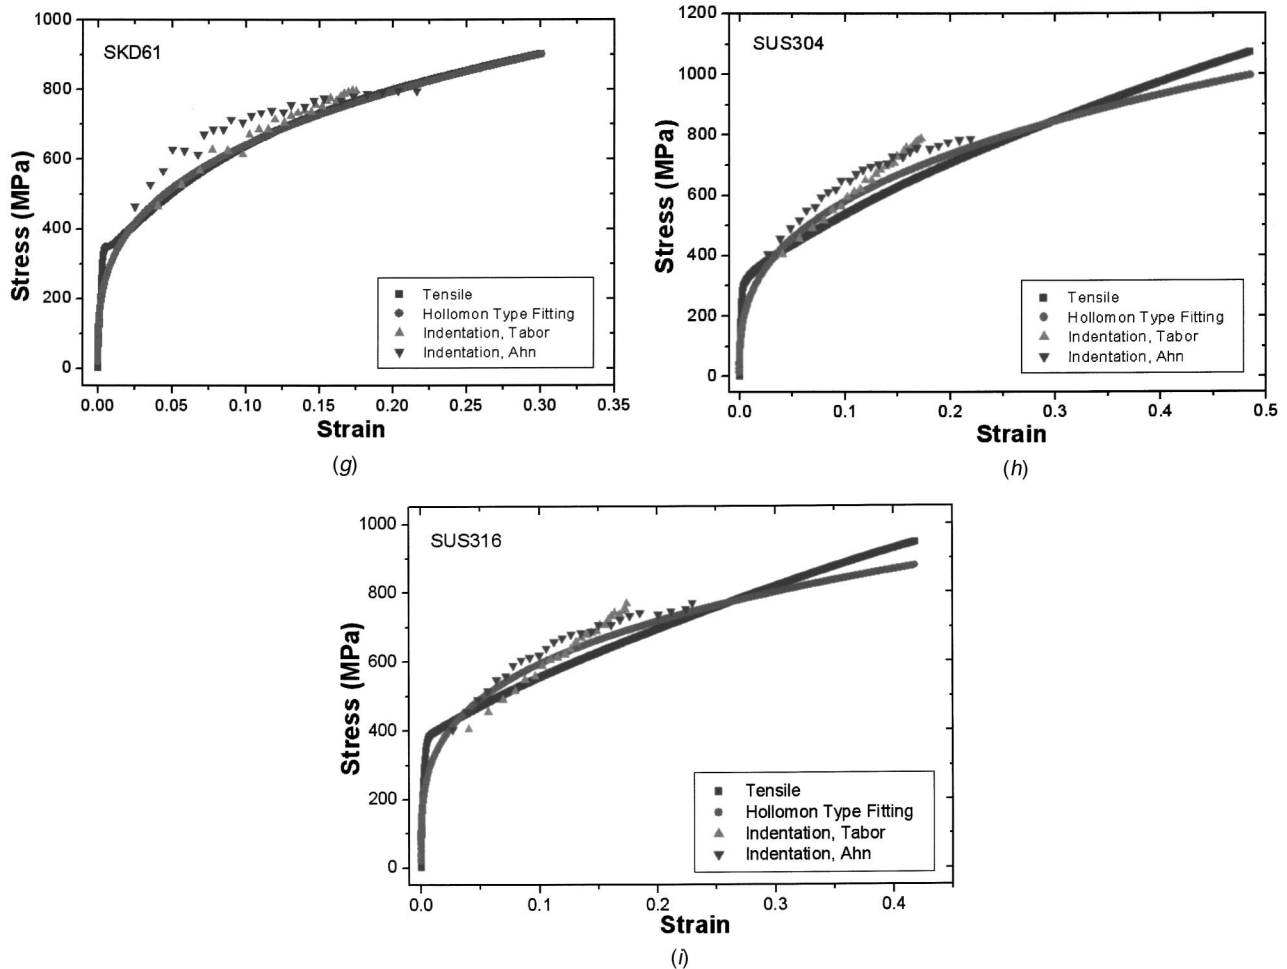 SKD61
1000
800
600
400
200
0
Stress (MPa)
0.00 0.05 0.10 0.15 0.20 0.25 0.30 0.35
Strain
Tensile
Hollomon Type Fitting
Indentation, Tabor
Indentation, Ahn
(g)
SUS304
1200
1000
800
600
400
200
0
Stress (MPa)
0.0 0.1 0.2 0.3 0.4 0.5
Strain
Tensile
Hollomon Type Fitting
Indentation, Tabor
Indentation, Ahn
(h)
SUS316
1000
800
600
400
200
0
Stress (MPa)
0.0 0.1 0.2 0.3 0.4
Strain
Tensile
Hollomon Type Fitting
Indentation, Tabor
Indentation, Ahn
(i)